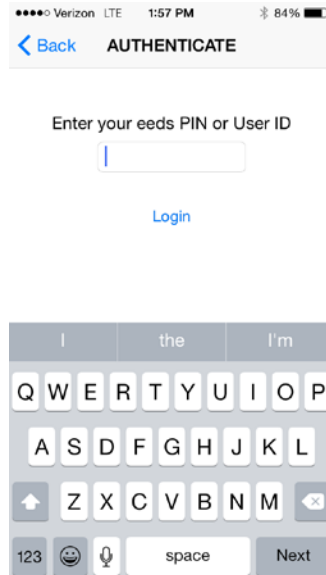 Verizon LTE 1:57 PM 84%
Back AUTHENTICATE
Enter your eeds PIN or User ID
Login
I the I'm
Q W E R T Y U I O P
A S D F G H J K L
Z X C V B N M
123 space Next